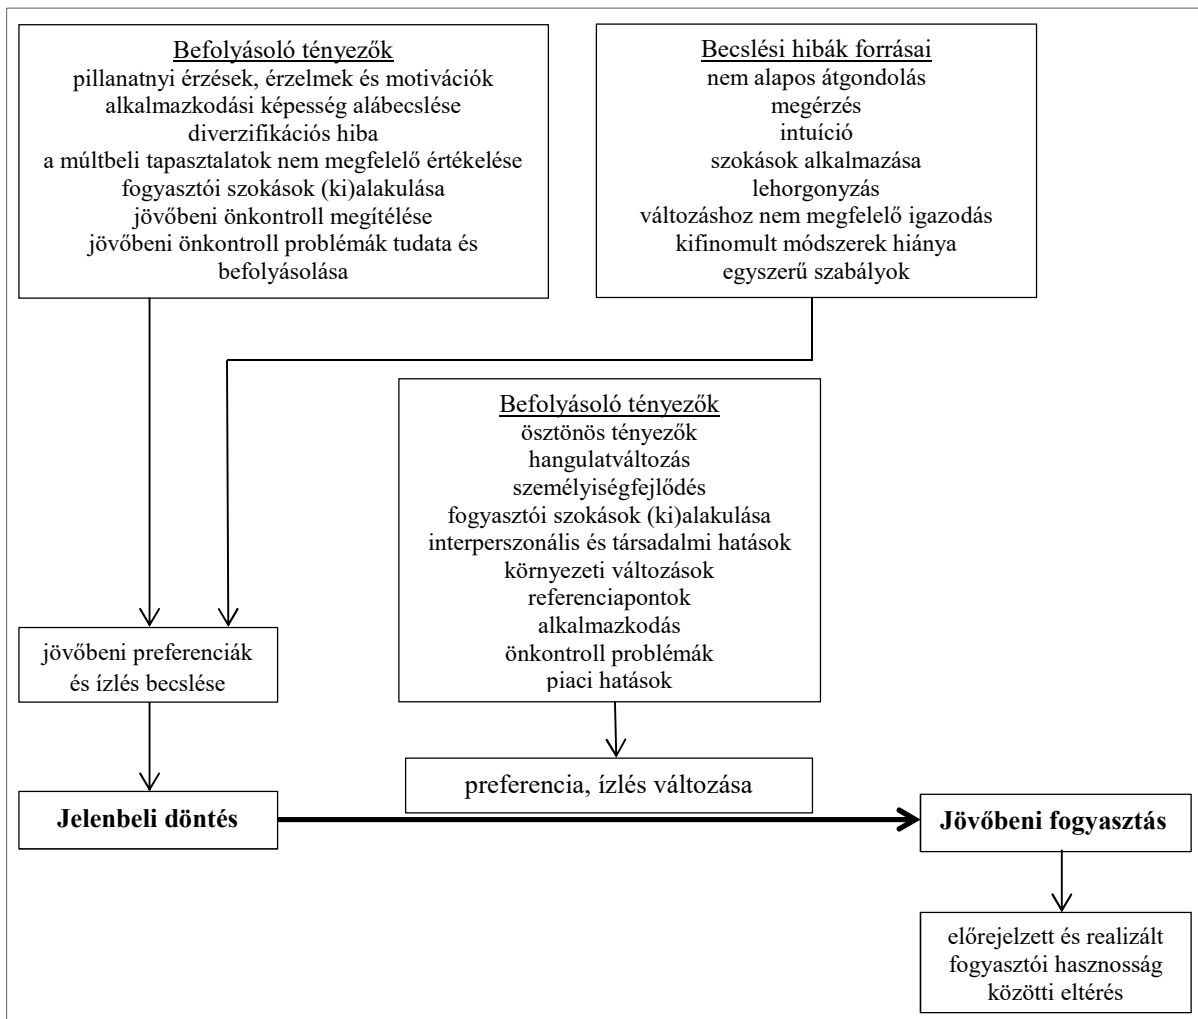 Befolyásoló tényezők
pillanatnyi érzések, érzelmek és motivációk
alkalmazkodási képesség alábecslése
diverzifikációs hiba
a múltbeli tapasztalatok nem megfelelő értékelése
fogyasztói szokások (ki)alakulása
jövőbeni önkontroll megítélése
jövőbeni önkontroll problémák tudata és
befolyásolása
Becslési hibák forrásai
nem alapos átgondolás
megérzés
intuíció
szokások alkalmazása
lehorgonyzás
változáshoz nem megfelelő igazodás
kifinomult módszerek hiánya
egyszerű szabályok
Befolyásoló tényezők
ösztönös tényezők
hangulatváltozás
személyiségfejlődés
fogyasztói szokások (ki)alakulása
interperszonális és társadalmi hatások
környezeti változások
referenciapontok
alkalmazkodás
önkontroll problémák
piaci hatások
jövőbeni preferenciák
és ízlés becslése
preferencia, ízlés változása
Jelenbeli döntés
Jövőbeni fogyasztás
előrejelzett és realizált
fogyasztói hasznosság
közötti eltérés